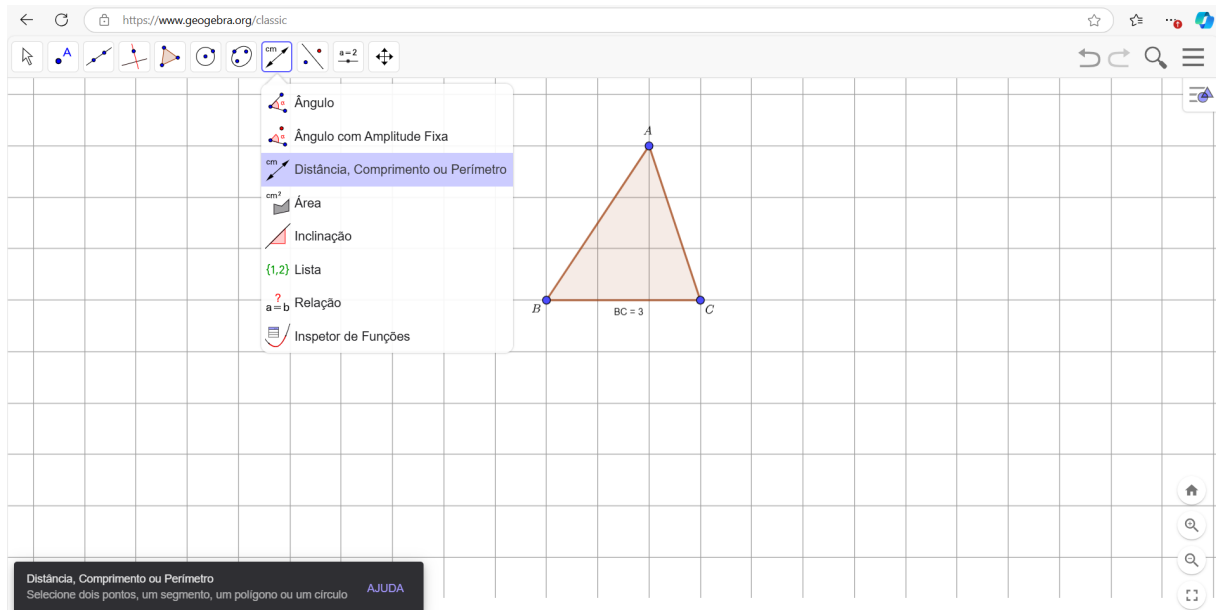 https://www.geogebra.org/classic
A
cm
a=2
Ângulo
α
Ângulo com Amplitude Fixa
α
cm
Distância, Comprimento ou Perímetro
cm²
Área
Inclinação
{1,2} Lista
?
a=b
Relação
Inspetor de Funções
A
B
C
BC = 3
Distância, Comprimento ou Perímetro
Selecione dois pontos, um segmento, um polígono ou um círculo
AJUDA